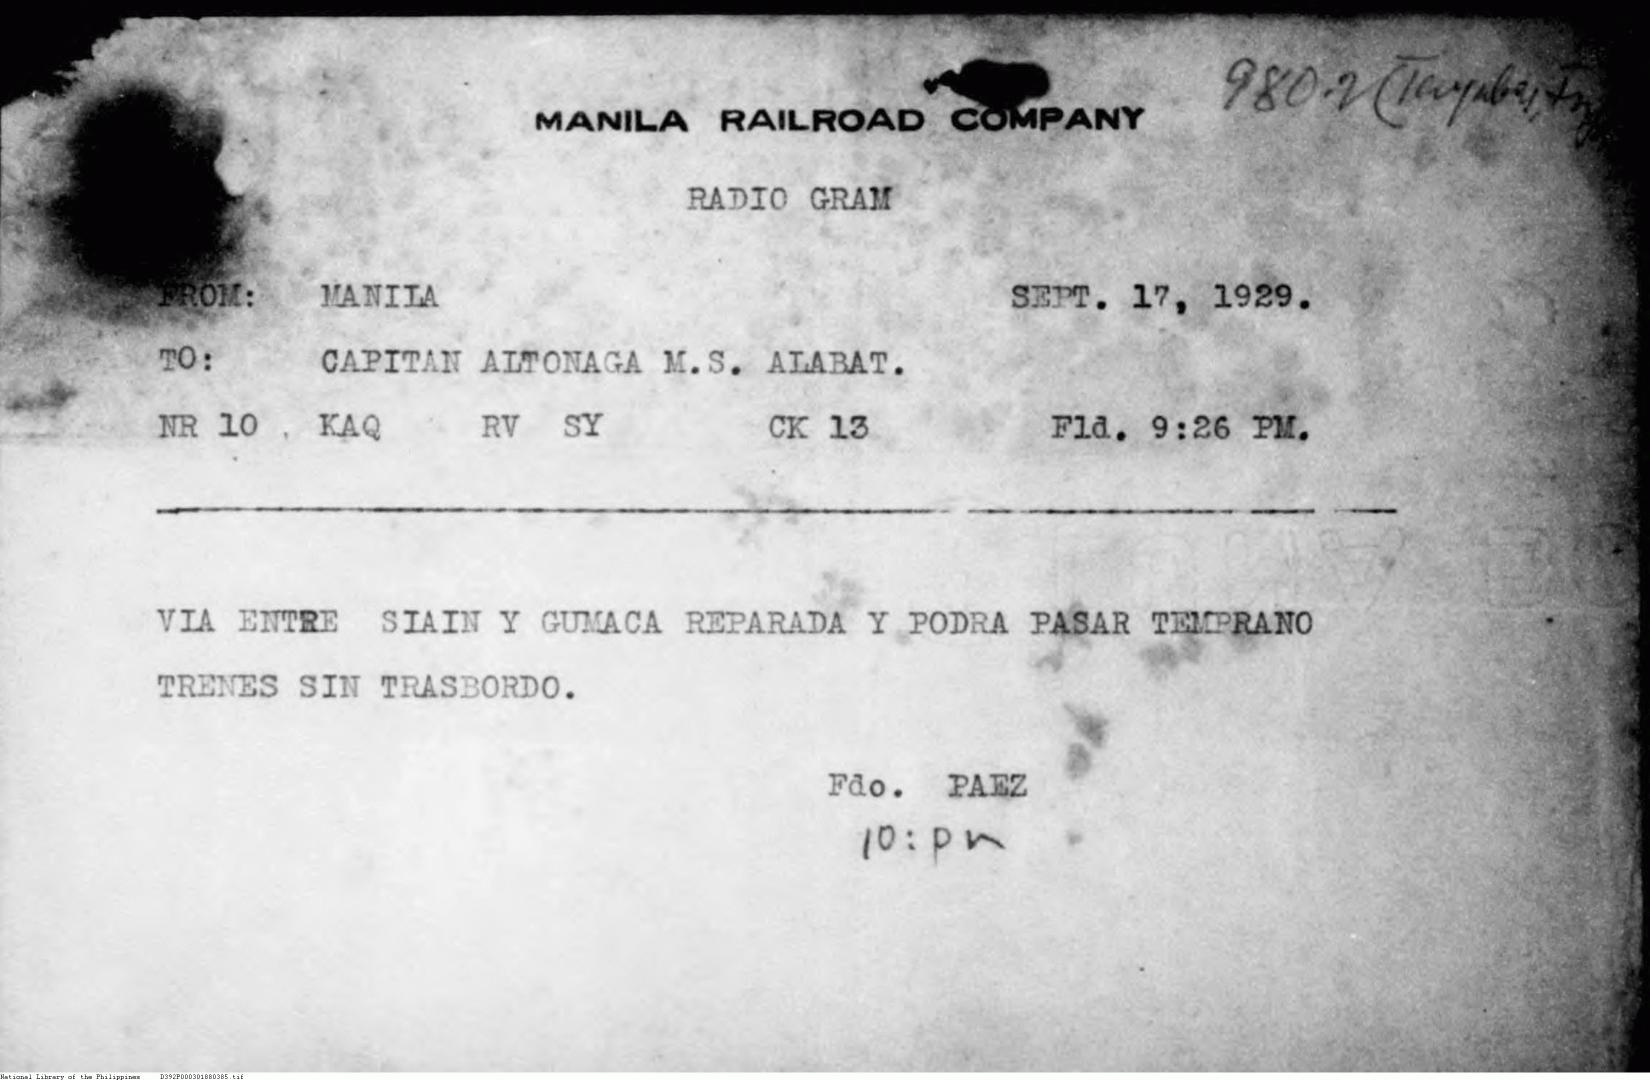 980-2 (Tayabas,
MANILA RAILROAD COMPANY
RADIO GRAM
FROM: MANILA SEPT. 17, 1929.
TO: CAPITAN ALTONAGA M.S. ALABAT.
NR 10 . KAQ RV SY CK 13 Fld. 9:26 PM.
VIA ENTRE SIAIN Y GUMACA REPARADA Y PODRA PASAR TEMPRANO
TRENES SIN TRASBORDO.
Fdo. PAEZ
10:pm
National Library of the Philippines D392P000301880385.tif